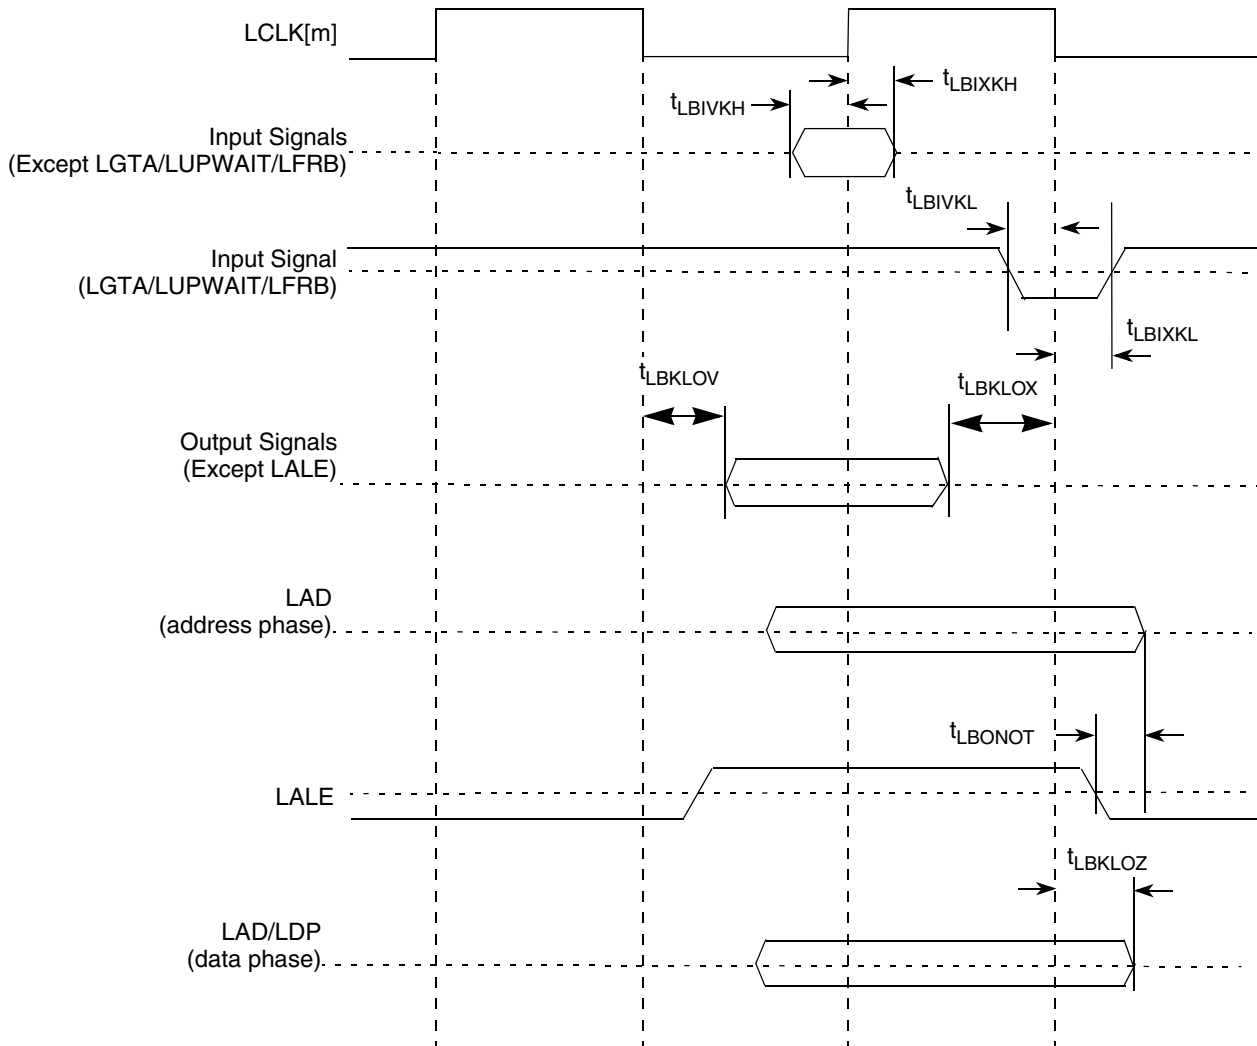 LCLK[m]
tLBIXKH
tLBIVKH
Input Signals
(Except LGTA/LUPWAIT/LFRB)
tLBIVKL
Input Signal
(LGTA/LUPWAIT/LFRB)
tLBIXKL
tLBKLOV
tLBKLOX
Output Signals
(Except LALE)
LAD
(address phase)
tLBONOT
LALE
tLBKLOZ
LAD/LDP
(data phase)